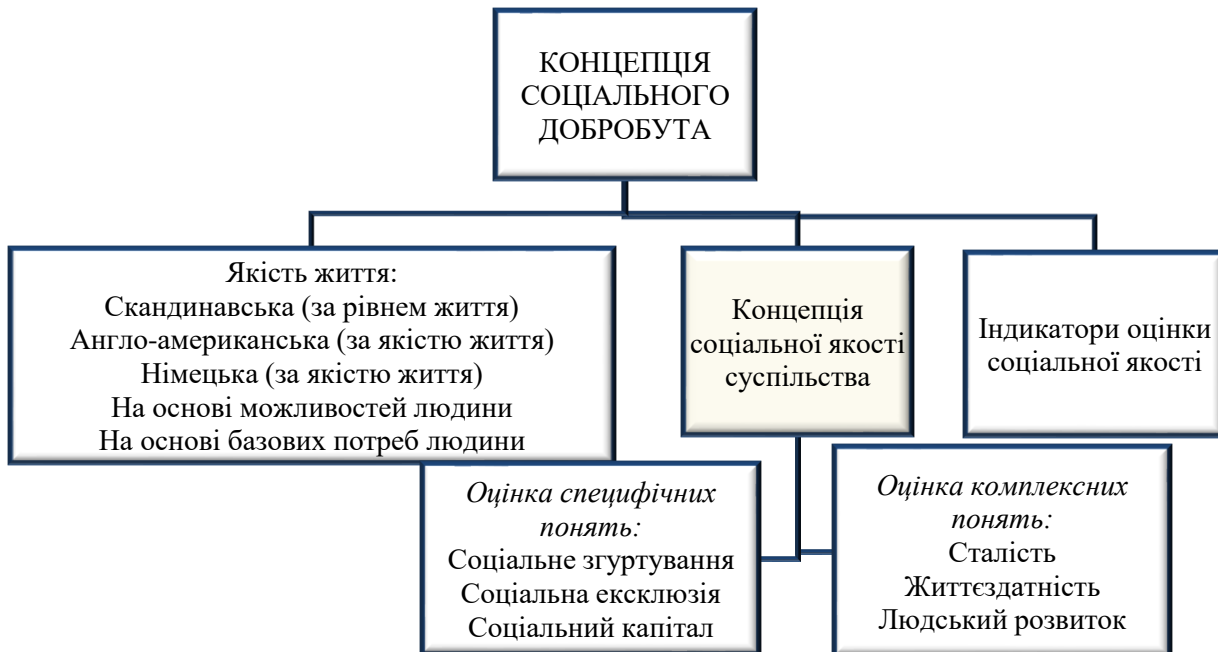 КОНЦЕПЦІЯ
СОЦІАЛЬНОГО
ДОБРОБУТА
Якість життя:
Скандинавська (за рівнем життя)
Англо-американська (за якістю життя)
Німецька (за якістю життя)
На основі можливостей людини
На основі базових потреб людини
Концепція
соціальної якості
суспільства
Індикатори оцінки
соціальної якості
Оцінка специфічних
понять:
Соціальне згуртування
Соціальна ексклюзія
Соціальний капітал
Оцінка комплексних
понять:
Сталість
Життєздатність
Людський розвиток